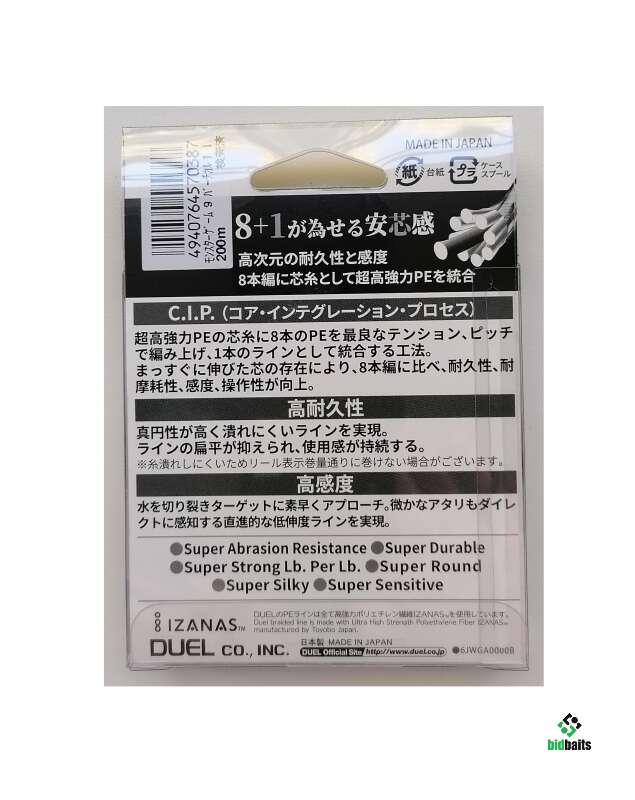 MADE IN JAPAN
紙 台紙 プラ ケース
スプール
4940764570387
モンスターゲーム9
200m
8+1が為せる安芯感
高次元の耐久性と感度
8本編に芯糸として超高強力PEを統合
C.I.P.（コア・インテグレーション・プロセス）
超高強力PEの芯糸に8本のPEを最良なテンション、ピッチ
で編み上げ、1本のラインとして統合する工法。
まっすぐに伸びた芯の存在により、8本編に比べ、耐久性、耐
摩耗性、感度、操作性が向上。
高耐久性
真円性が高く潰れにくいラインを実現。
ラインの扁平が抑えられ、使用感が持続する。
※糸潰れしにくいためリール表示巻量通りに巻けない場合がございます。
高感度
水を切り裂きターゲットに素早くアプローチ。微かなアタリもダイレ
クトに感知する直進的な低伸度ラインを実現。
●Super Abrasion Resistance ●Super Durable
●Super Strong Lb. Per Lb. ●Super Round
●Super Silky ●Super Sensitive
IZANAS™
DUELのPEラインは全て高強力ポリエチレン繊維IZANAS®を使用しています。
Duel braided line is made with Ultra High Strength Polyethylene Fiber IZANAS™
manufactured by Toyobo Japan.
DUEL CO., INC.
日本製 MADE IN JAPAN
DUEL Official Site http://www.duel.co.jp
●6JWGA0000B
bidbaits